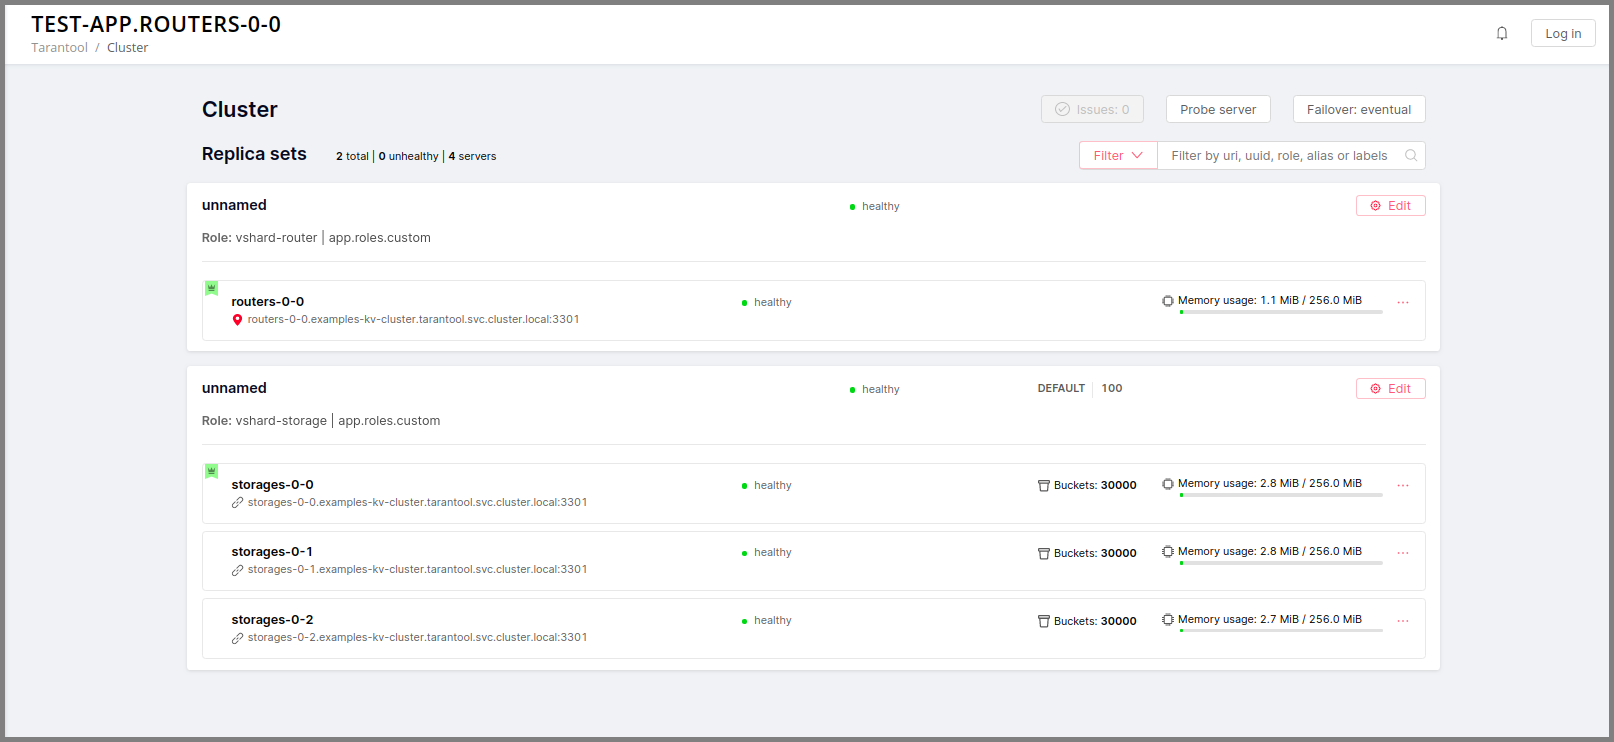 TEST-APP.ROUTERS-0-0
Tarantool / Cluster
Log in
Cluster
Issues: 0
Probe server
Failover: eventual
Replica sets
2 total | 0 unhealthy | 4 servers
Filter
Filter by uri, uuid, role, alias or labels
unnamed
healthy
Edit
Role: vshard-router | app.roles.custom
routers-0-0
healthy
Memory usage: 1.1 MiB / 256.0 MiB
routers-0-0.examples-kv-cluster.tarantool.svc.cluster.local:3301
unnamed
healthy
DEFAULT | 100
Edit
Role: vshard-storage | app.roles.custom
storages-0-0
healthy
Buckets: 30000
Memory usage: 2.8 MiB / 256.0 MiB
storages-0-0.examples-kv-cluster.tarantool.svc.cluster.local:3301
storages-0-1
healthy
Buckets: 30000
Memory usage: 2.8 MiB / 256.0 MiB
storages-0-1.examples-kv-cluster.tarantool.svc.cluster.local:3301
storages-0-2
healthy
Buckets: 30000
Memory usage: 2.7 MiB / 256.0 MiB
storages-0-2.examples-kv-cluster.tarantool.svc.cluster.local:3301